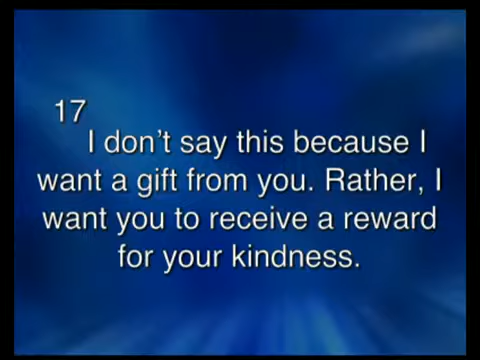 17
I don't say this because I
want a gift from you. Rather, I
want you to receive a reward
for your kindness.